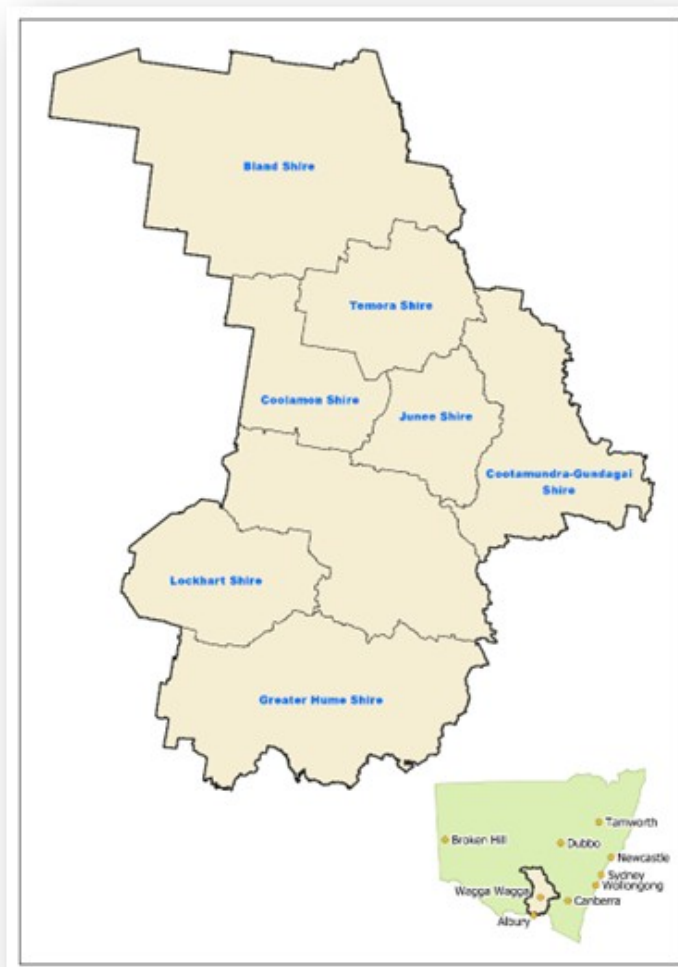 Bland Shire
Temora Shire
Coolamon Shire
Junee Shire
Cootamundra-Gundagai
Shire
Lockhart Shire
Greater Hume Shire
Tamworth
Broken Hill
Dubbo
Newcastle
Sydney
Wollongong
Wagga Wagga
Canberra
Albury